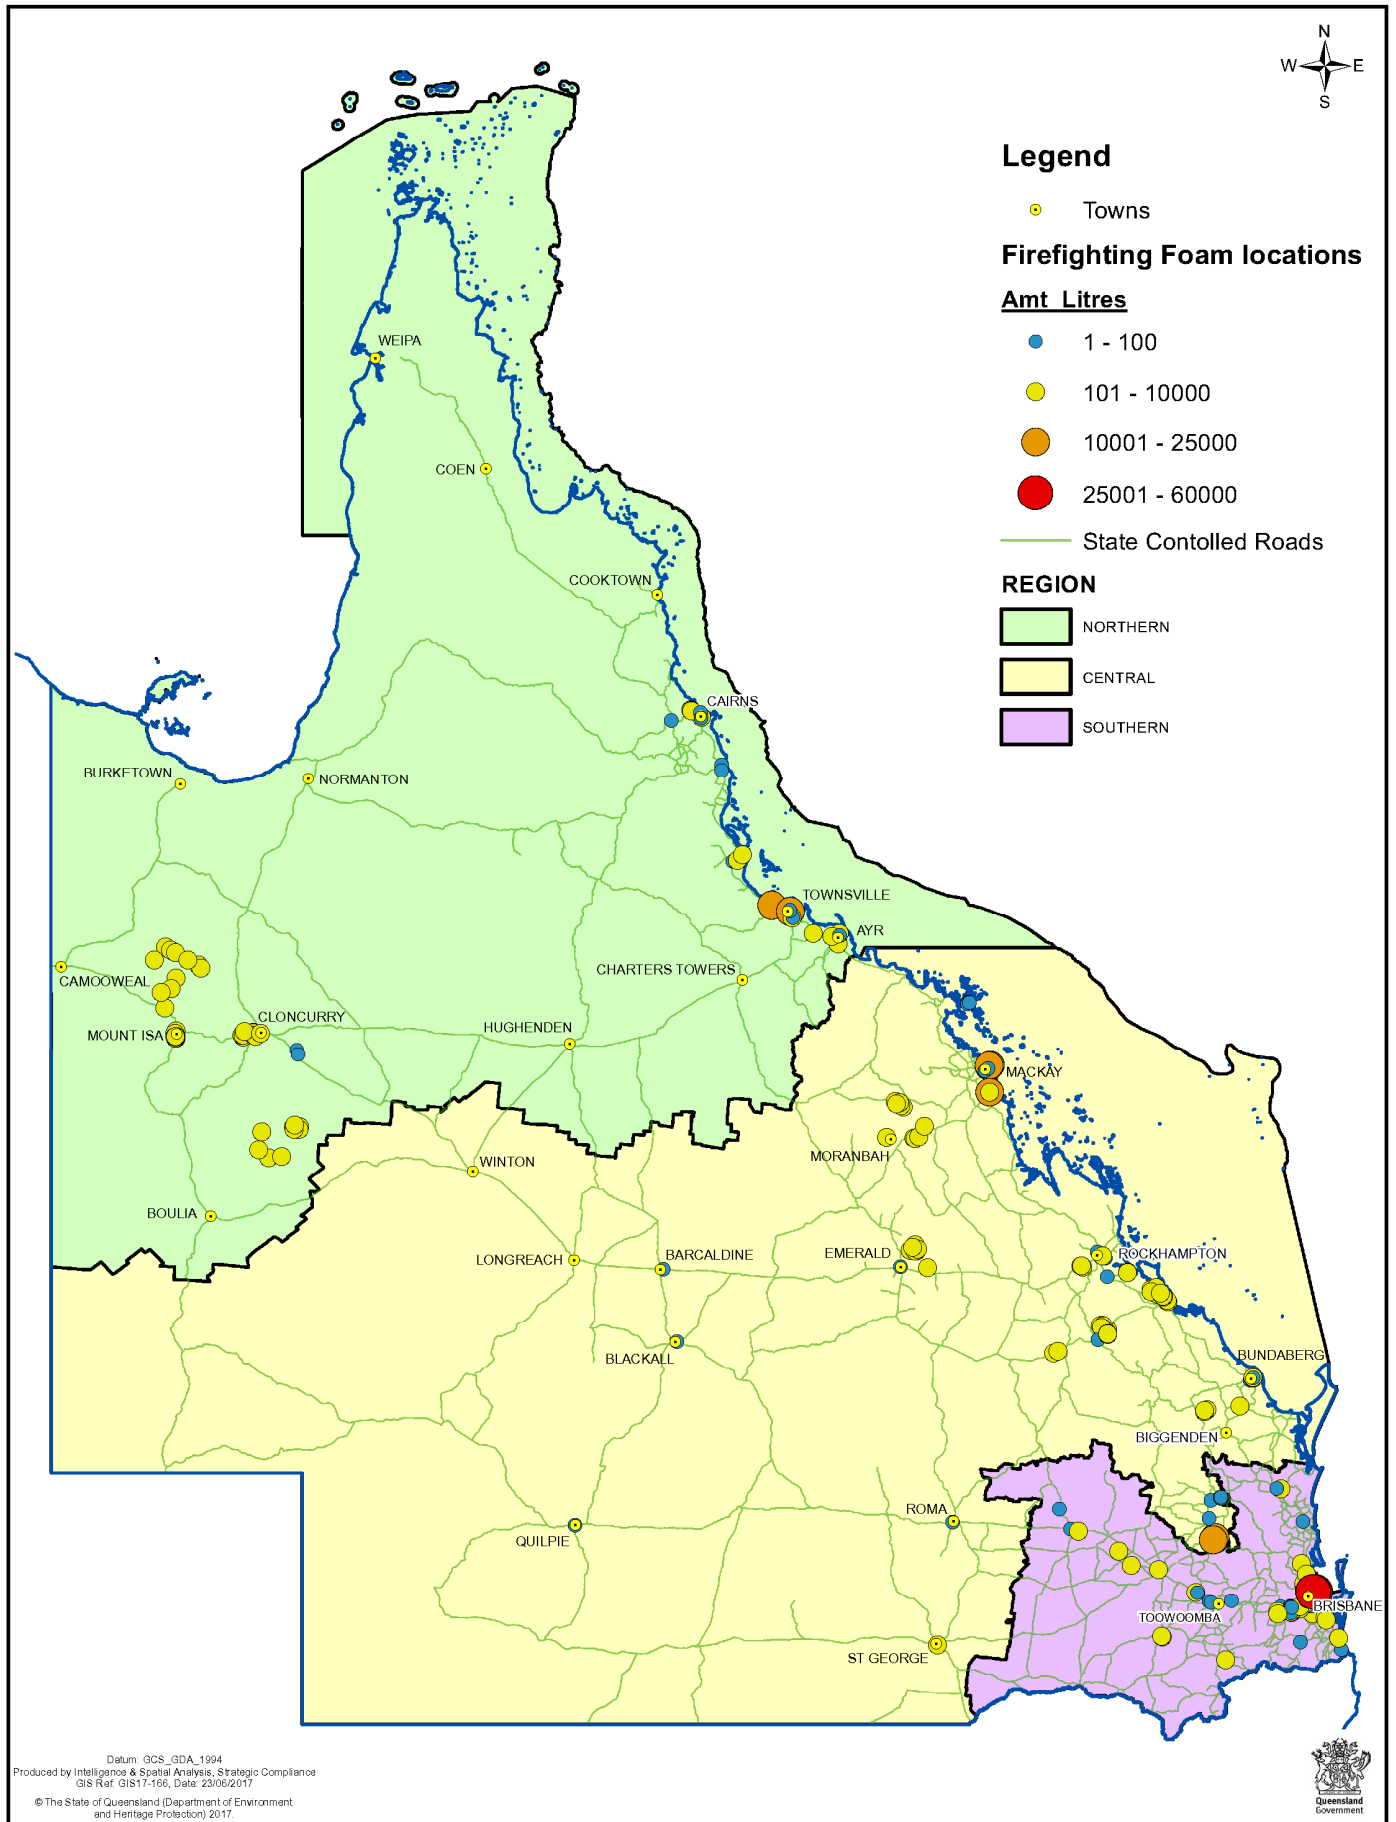 N
W E
S
Legend
Towns
Firefighting Foam locations
Amt_Litres
1 - 100
101 - 10000
10001 - 25000
25001 - 60000
State Contolled Roads
REGION
NORTHERN
CENTRAL
SOUTHERN
WEIPA
COEN
COOKTOWN
CAIRNS
BURKETOWN
NORMANTON
TOWNSVILLE
AYR
CAMOOWEAL
CHARTERS TOWERS
CLONCURRY
MOUNT ISA
HUGHENDEN
MACKAY
MORANBAH
WINTON
BOULIA
LONGREACH
BARCALDINE
EMERALD
ROCKHAMPTON
BLACKALL
BUNDABERG
BIGGENDEN
ROMA
QUILPIE
BRISBANE
TOOWOOMBA
ST GEORGE
Datum: GCS_GDA_1994
Produced by Intelligence & Spatial Analysis, Strategic Compliance
GIS Ref: GIS17-166, Date: 23/06/2017
© The State of Queensland (Department of Environment
and Heritage Protection) 2017.
Queensland
Government